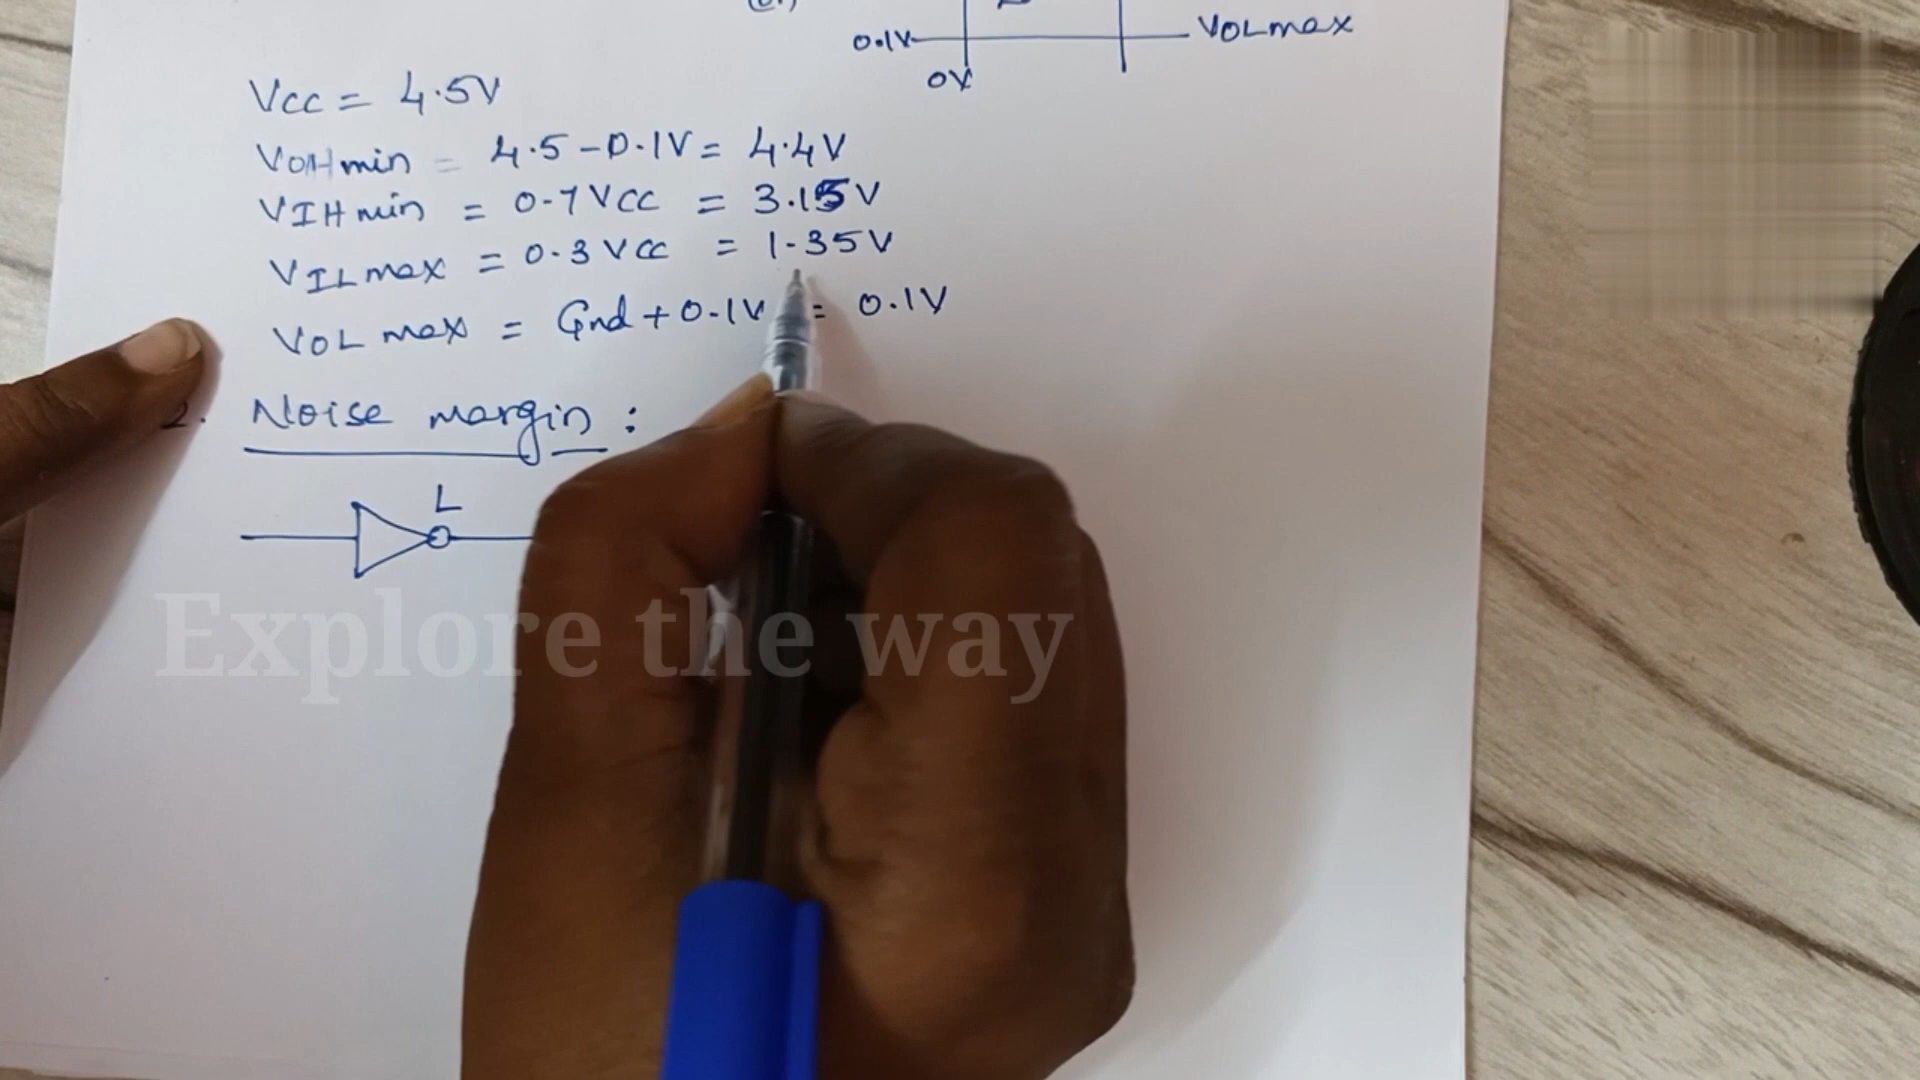 0.1V VOLmax
0V
VCC = 4.5V
VOHmin = 4.5 - 0.1V = 4.4V
VIHmin = 0.7VCC = 3.15V
VILmax = 0.3VCC = 1.35V
VOLmax = Gnd + 0.1V = 0.1V
2. Noise margin :
L
Explore the way